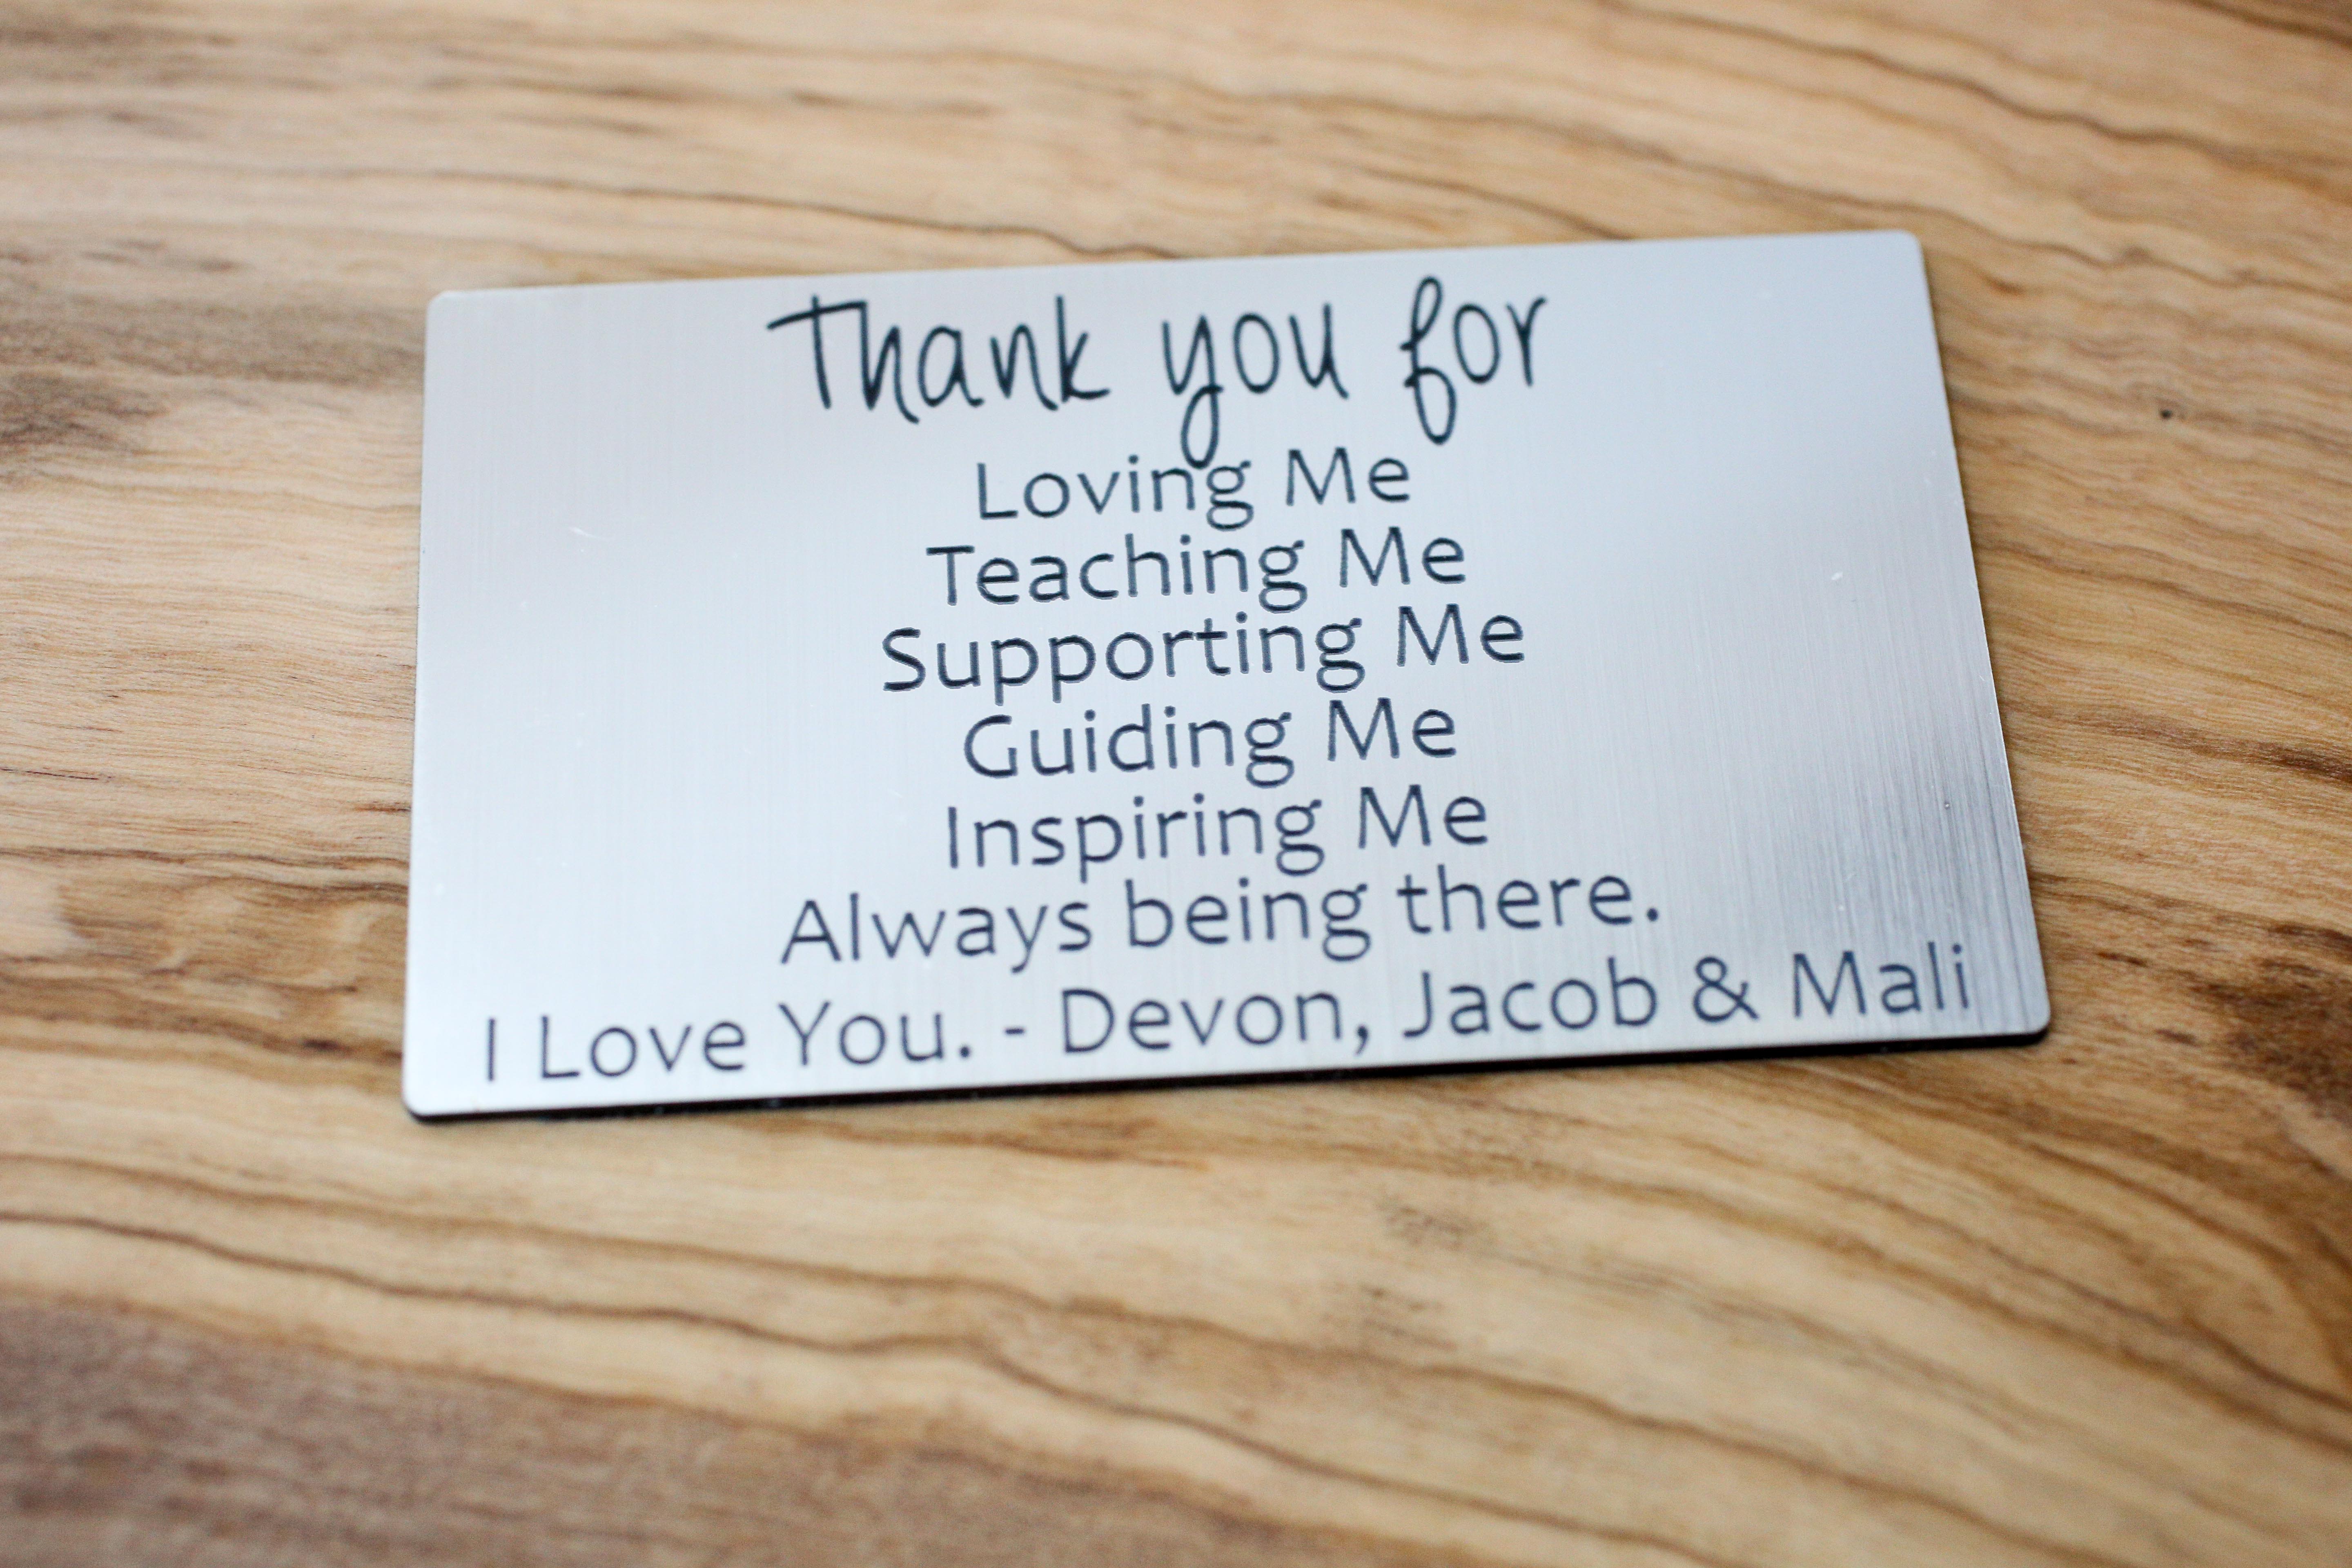 Thank you for
Loving Me
Teaching Me
Supporting Me
Guiding Me
Inspiring Me
Always being there.
I Love You. - Devon, Jacob & Mali